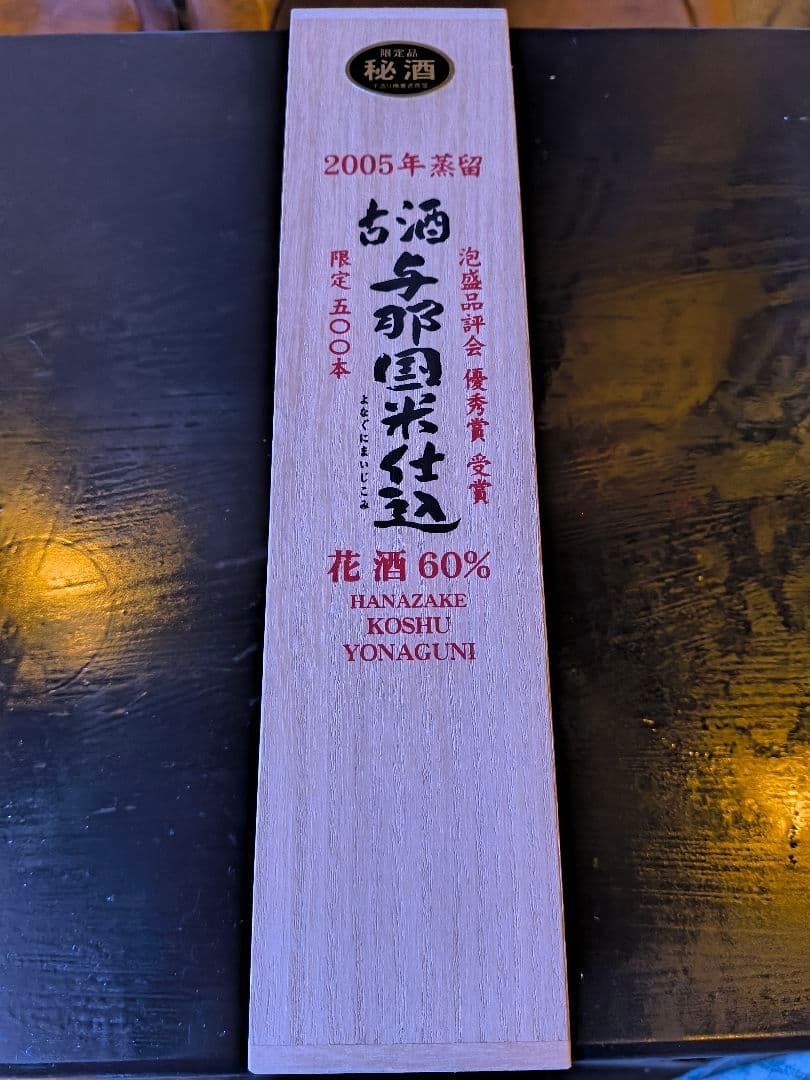 限定品
秘酒
2005年蒸留
古酒
与那国米仕込
よなぐにまいじこみ
泡盛品評会 優秀賞 受賞
限定 五〇〇本
花酒 60%
HANAZAKE
KOSHU
YONAGUNI